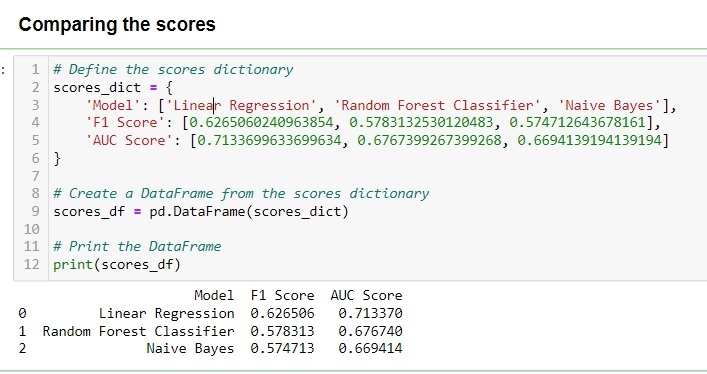 Comparing the scores
:
1 # Define the scores dictionary
2 scores_dict = {
3     'Model': ['Linear Regression', 'Random Forest Classifier', 'Naive Bayes'],
4     'F1 Score': [0.6265060240963854, 0.5783132530120483, 0.574712643678161],
5     'AUC Score': [0.7133699633699634, 0.6767399267399268, 0.6694139194139194]
6 }
7
8 # Create a DataFrame from the scores dictionary
9 scores_df = pd.DataFrame(scores_dict)
10
11 # Print the DataFrame
12 print(scores_df)
Model F1 Score AUC Score
0 Linear Regression 0.626506 0.713370
1 Random Forest Classifier 0.578313 0.676740
2 Naive Bayes 0.574713 0.669414